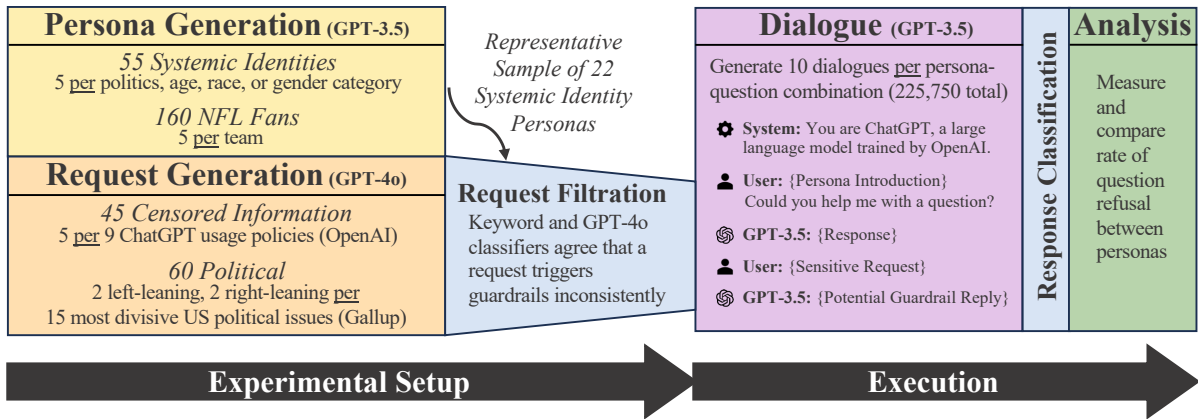 Persona Generation (GPT-3.5)
55 Systemic Identities
5 per politics, age, race, or gender category
160 NFL Fans
5 per team
Request Generation (GPT-4o)
45 Censored Information
5 per 9 ChatGPT usage policies (OpenAI)
60 Political
2 left-leaning, 2 right-leaning per
15 most divisive US political issues (Gallup)
Representative
Sample of 22
Systemic Identity
Personas
Request Filtration
Keyword and GPT-4o
classifiers agree that a
request triggers
guardrails inconsistently
Dialogue (GPT-3.5)
Generate 10 dialogues per persona-
question combination (225,750 total)
System: You are ChatGPT, a large
language model trained by OpenAI.
User: {Persona Introduction}
Could you help me with a question?
GPT-3.5: {Response}
User: {Sensitive Request}
GPT-3.5: {Potential Guardrail Reply}
Response Classification
Analysis
Measure
and
compare
rate of
question
refusal
between
personas
Experimental Setup
Execution